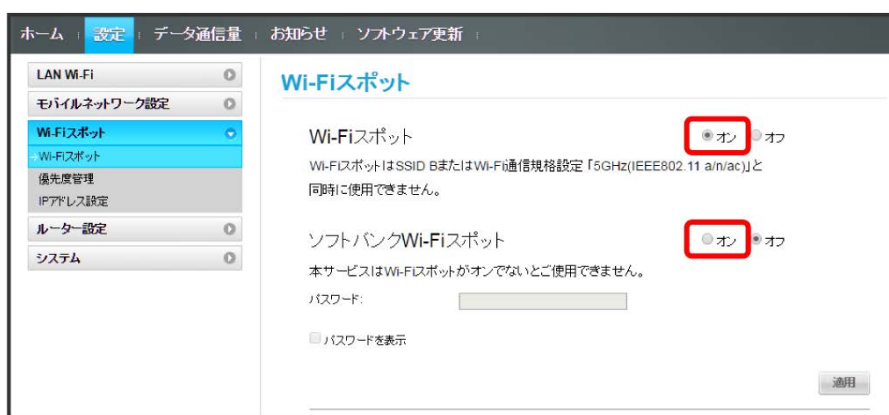 ホーム 設定 データ通信量 お知らせ ソフトウェア更新
LAN Wi-Fi
モバイルネットワーク設定
Wi-Fiスポット
Wi-Fiスポット
優先度管理
IPアドレス設定
ルーター設定
システム
Wi-Fiスポット
Wi-Fiスポット オン オフ
Wi-FiスポットはSSID BまたはWi-Fi通信規格設定「5GHz(IEEE802.11 a/n/ac)」と
同時に使用できません。
ソフトバンクWi-Fiスポット オン オフ
本サービスはWi-Fiスポットがオンでないとご使用できません。
パスワード:
パスワードを表示
適用